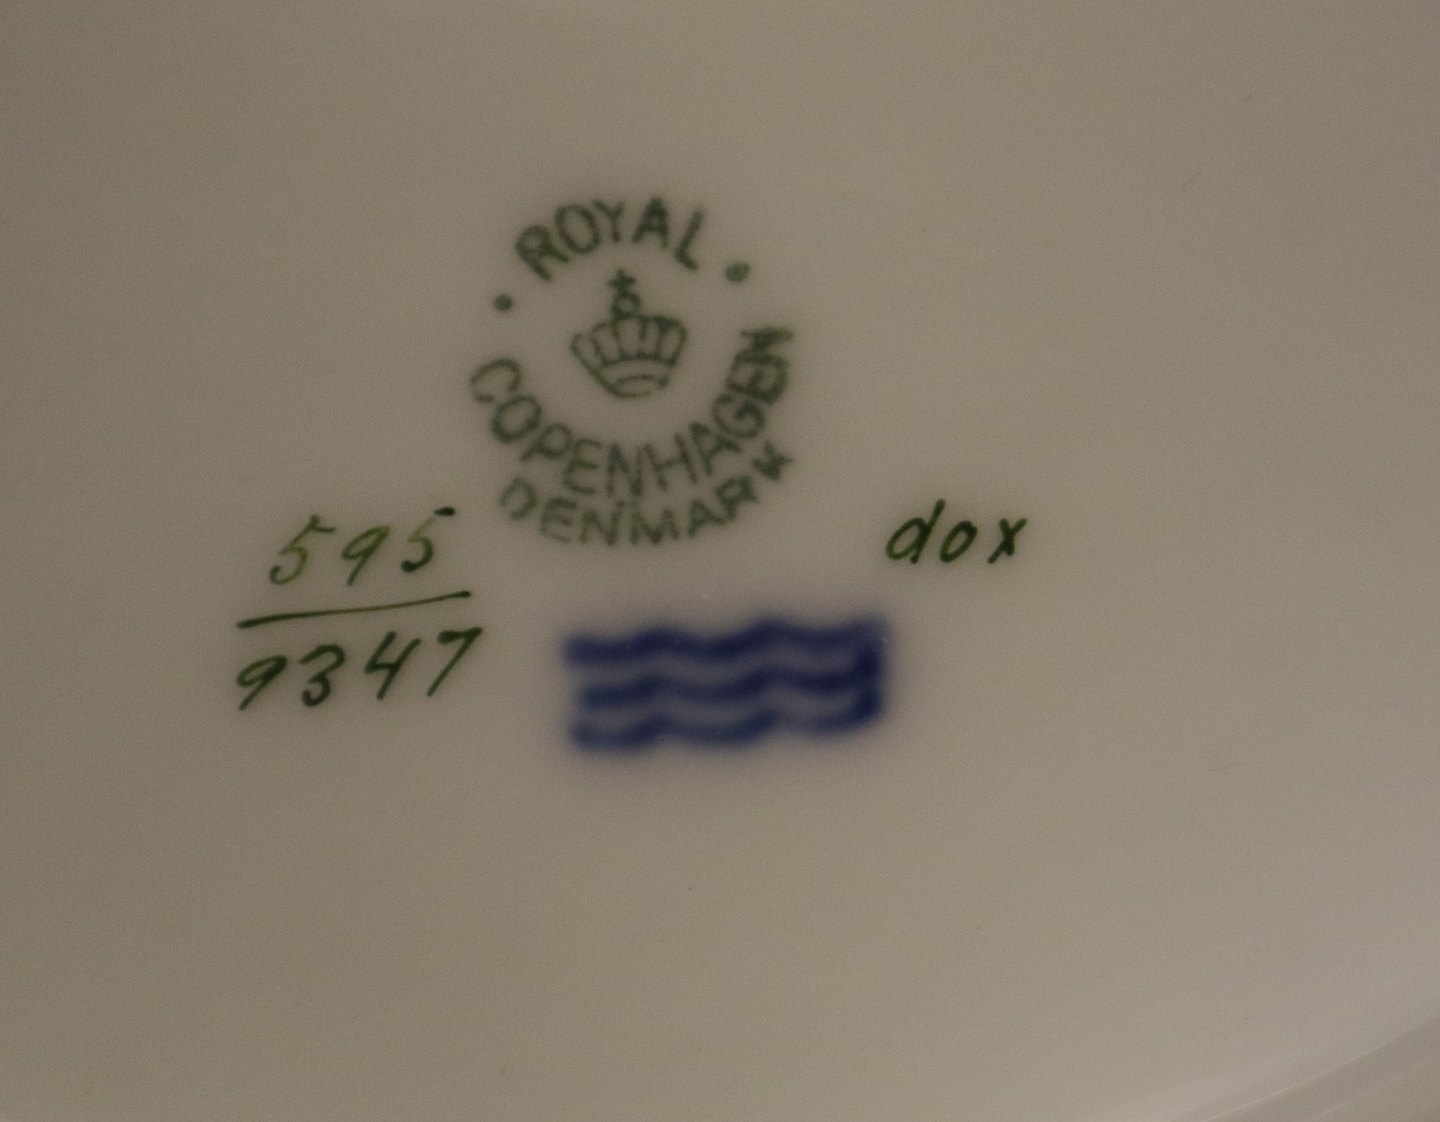 ROYAL
COPENHAGEN
DENMARK
595
9347
dox